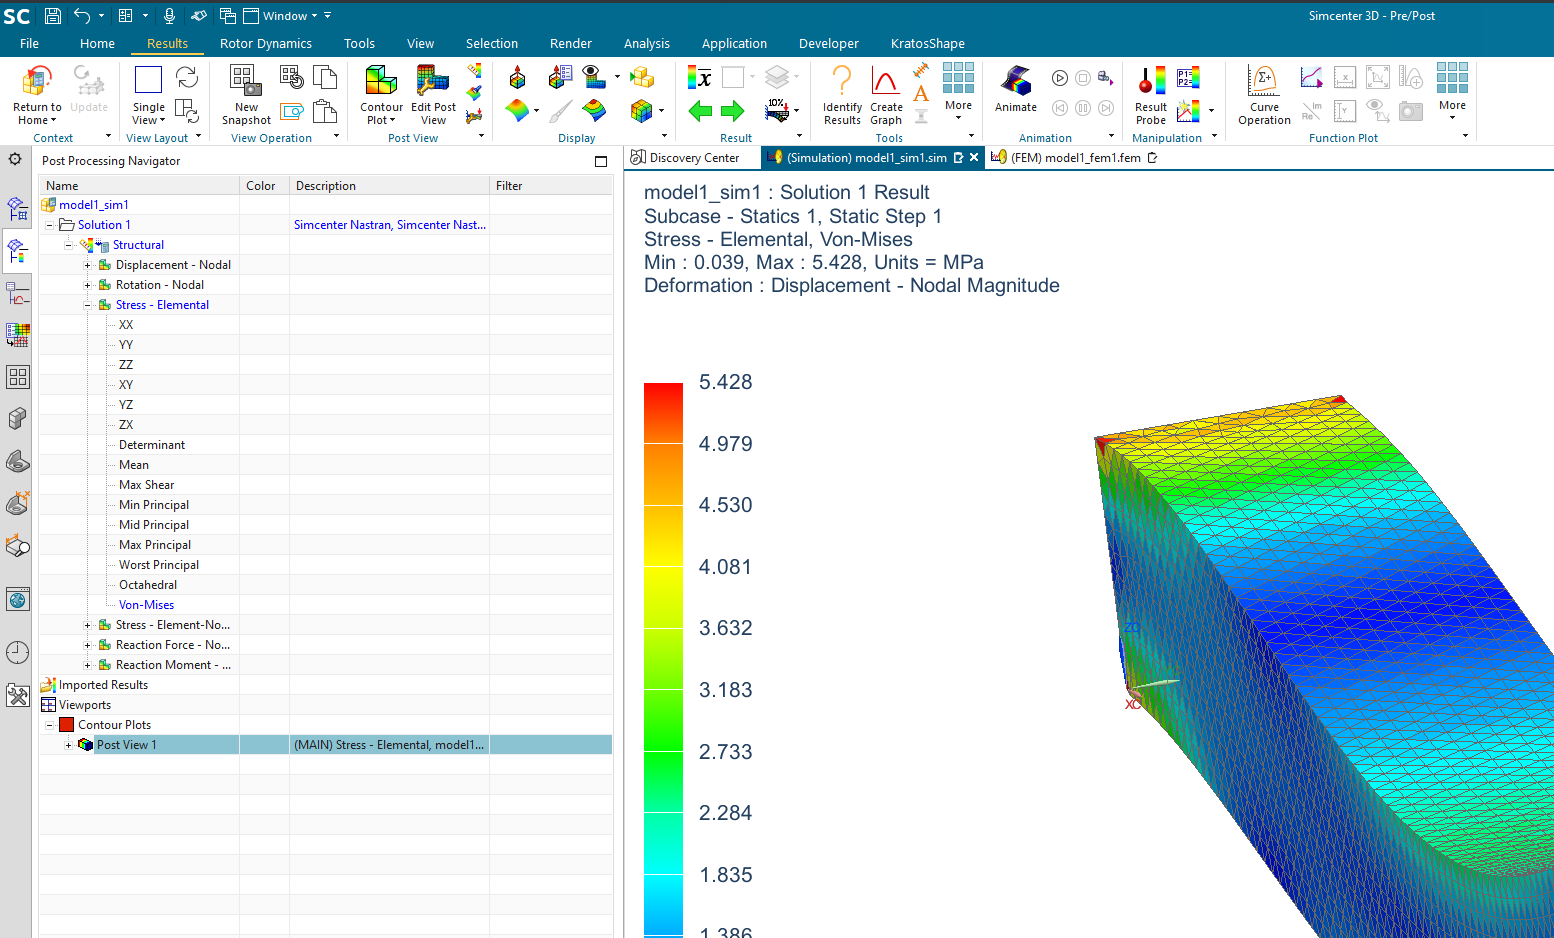 SC Window Simcenter 3D - Pre/Post
File Home Results Rotor Dynamics Tools View Selection Render Analysis Application Developer KratosShape
Return to Home Update Single View New Snapshot Contour Plot Edit Post View 10% Identify Results Create Graph More Animate Result Probe P1= P2= Curve Operation More
Context View Layout View Operation Post View Display Result Tools Animation Manipulation Function Plot
Post Processing Navigator
Discovery Center (Simulation) model1_sim1.sim (FEM) model1_fem1.fem
Name Color Description Filter
model1_sim1
Solution 1 Simcenter Nastran, Simcenter Nast...
Structural
Displacement - Nodal
Rotation - Nodal
Stress - Elemental
XX
YY
ZZ
XY
YZ
ZX
Determinant
Mean
Max Shear
Min Principal
Mid Principal
Max Principal
Worst Principal
Octahedral
Von-Mises
Stress - Element-No...
Reaction Force - No...
Reaction Moment - ...
Imported Results
Viewports
Contour Plots
Post View 1 (MAIN) Stress - Elemental, model1...
model1_sim1 : Solution 1 Result
Subcase - Statics 1, Static Step 1
Stress - Elemental, Von-Mises
Min : 0.039, Max : 5.428, Units = MPa
Deformation : Displacement - Nodal Magnitude
5.428
4.979
4.530
4.081
3.632
3.183
2.733
2.284
1.835
1.386
XC